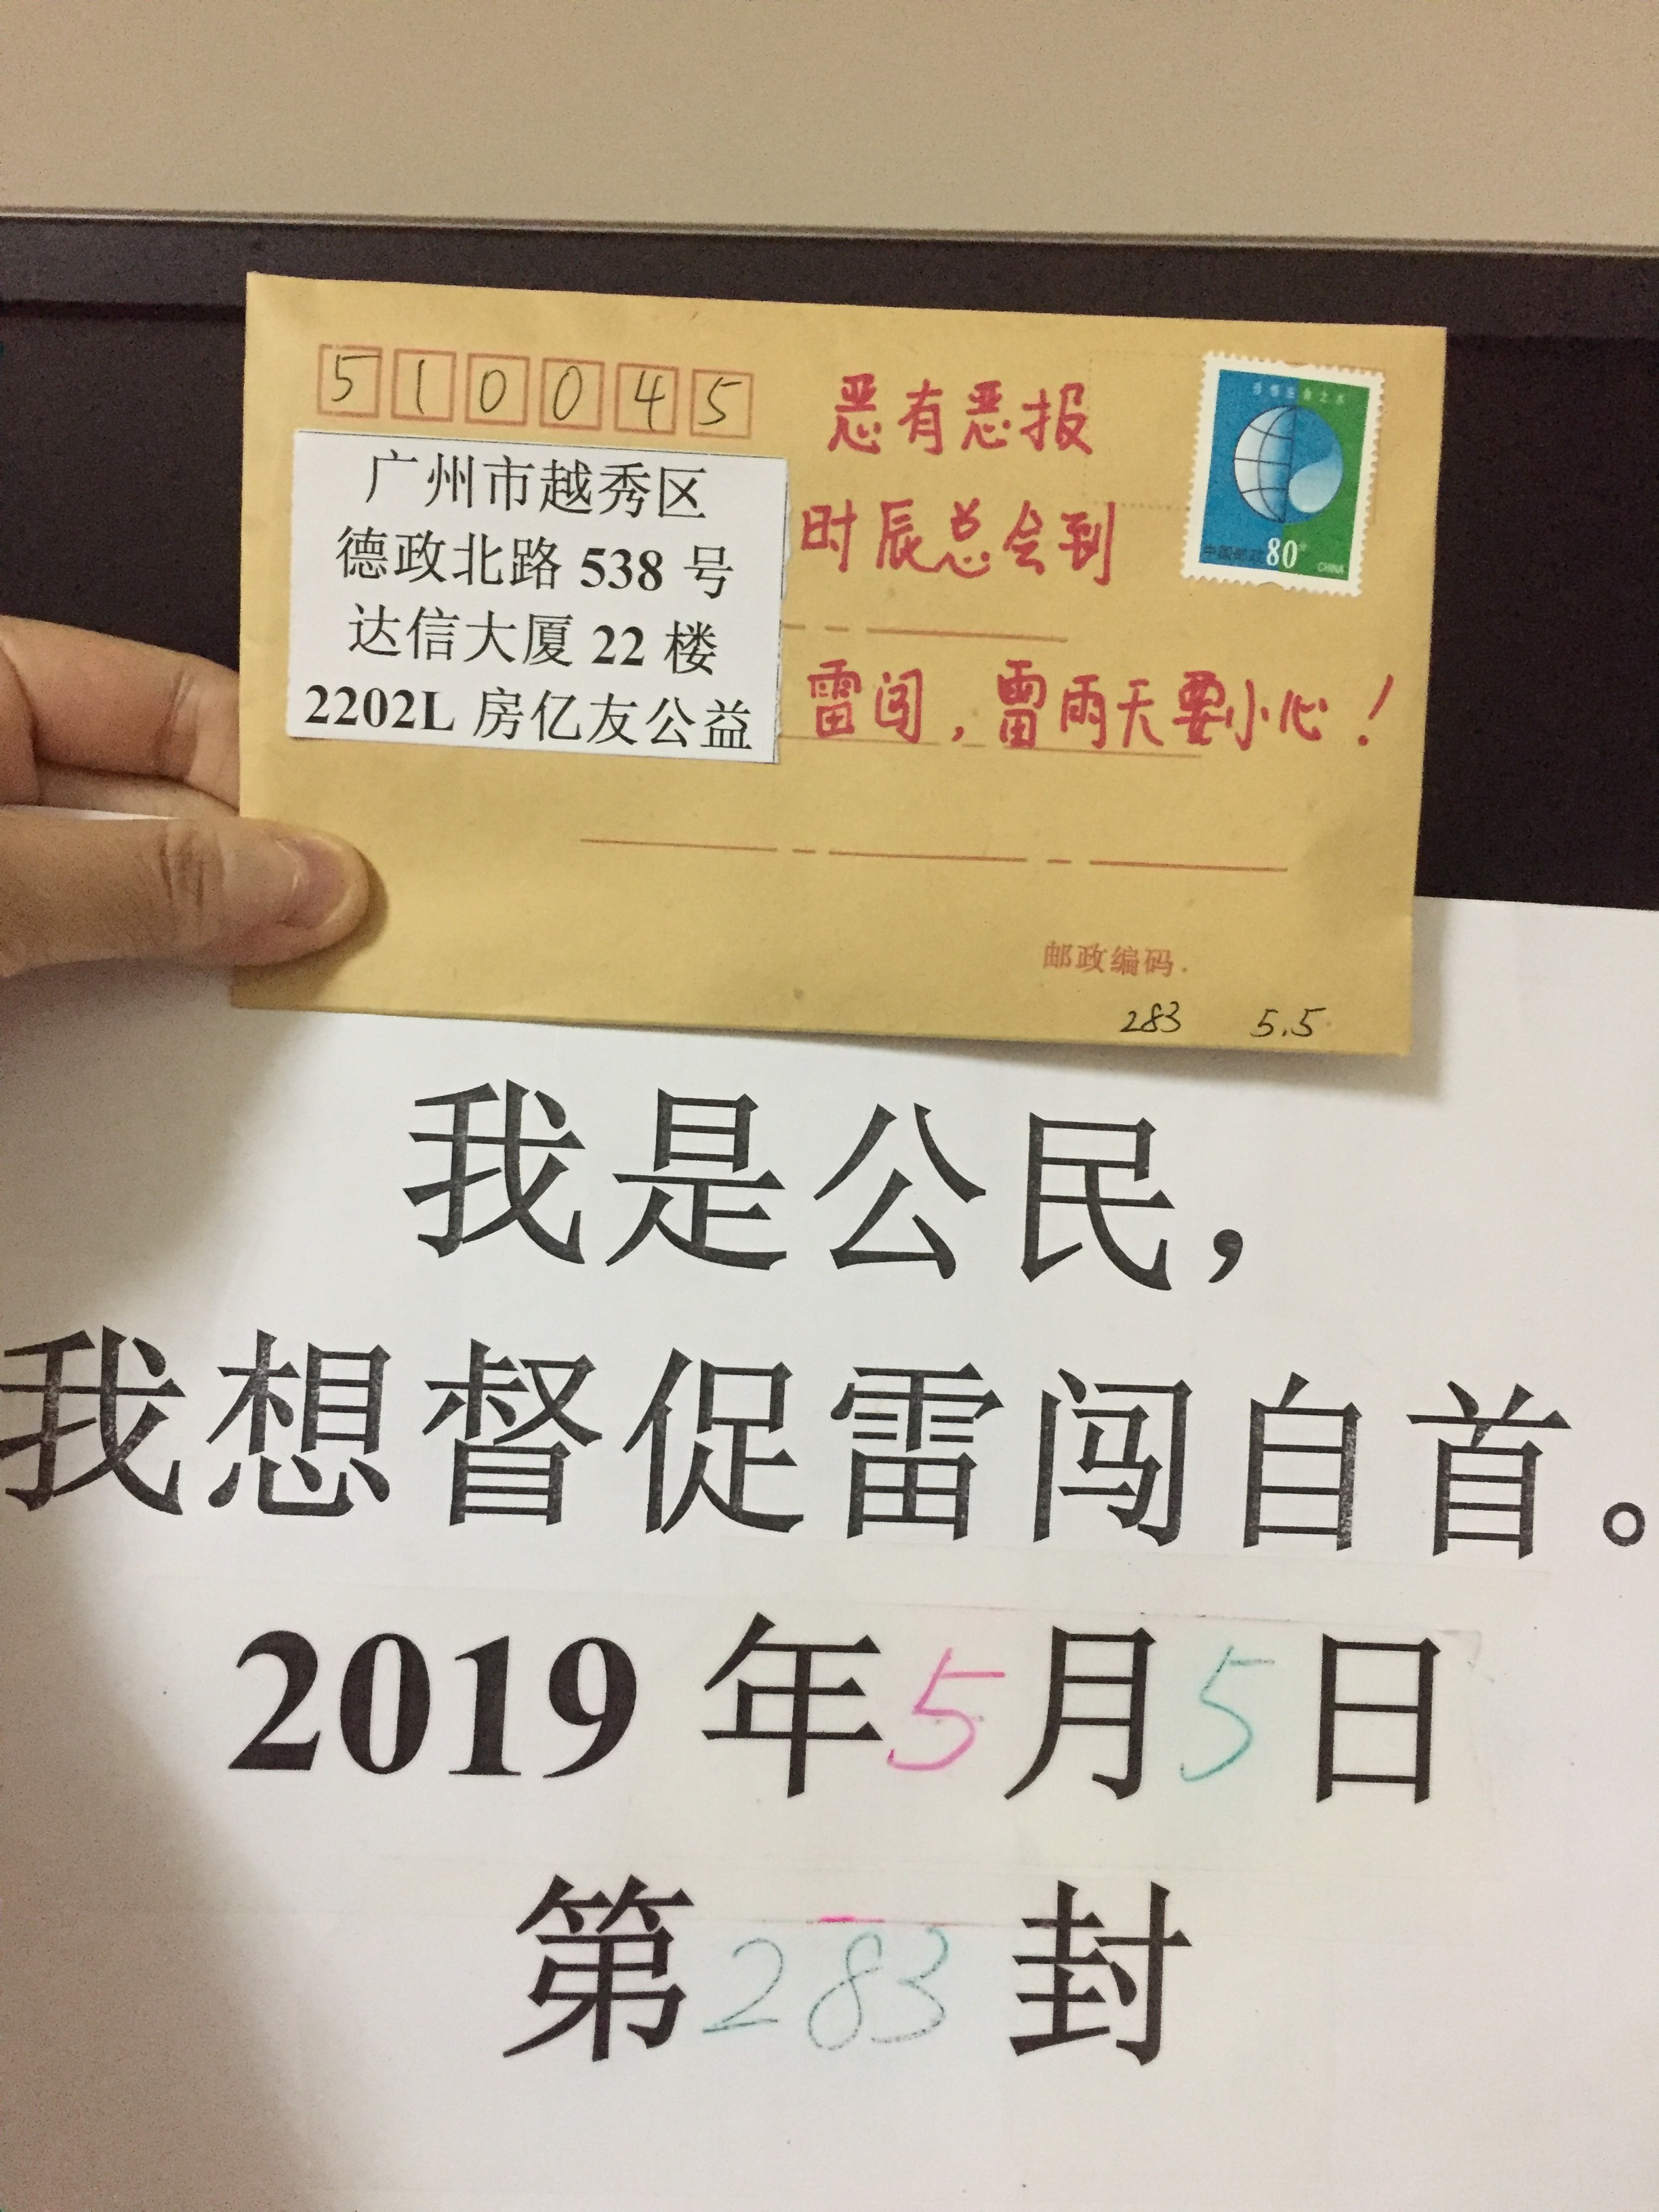 510045
恶有恶报
时辰总会到
广州市越秀区
德政北路 538 号
达信大厦 22 楼
2202L 房亿友公益
雷闯，雷雨天要小心！
中国邮政 80分
CHINA
邮政编码
283 5.5
我是公民，
我想督促雷闯自首。
2019 年 5 月 5 日
第 283 封